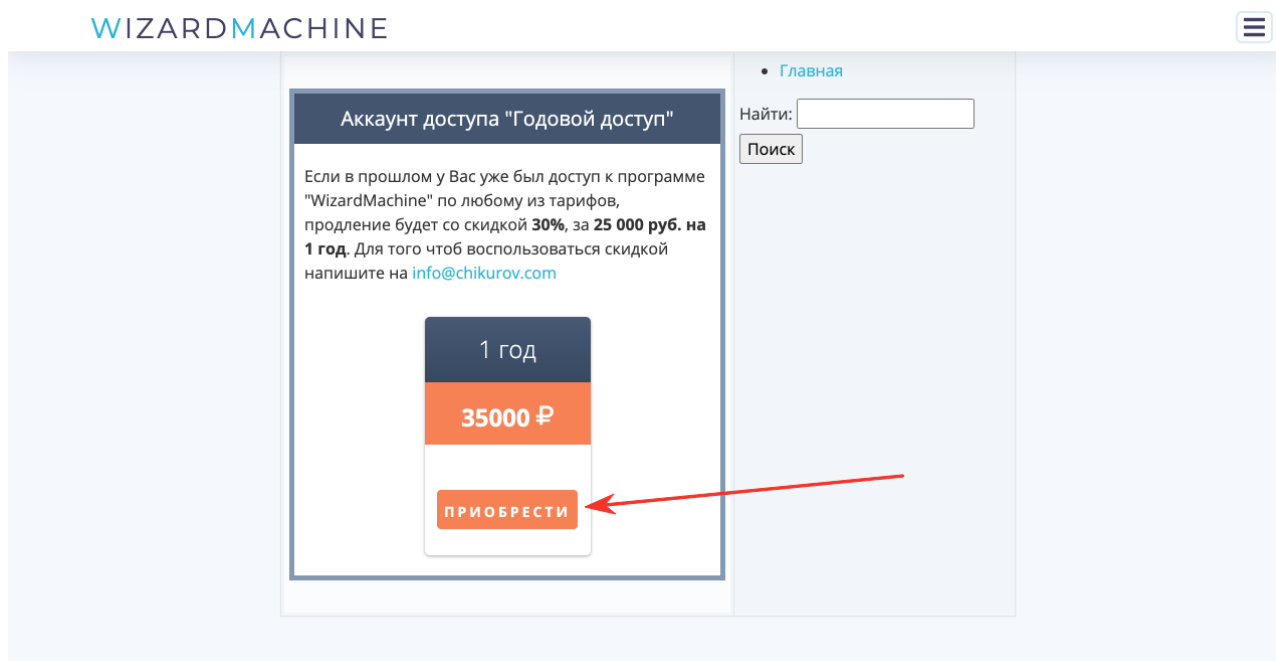 WIZARDMACHINE
Аккаунт доступа "Годовой доступ"
Если в прошлом у Вас уже был доступ к программе
"WizardMachine" по любому из тарифов,
продление будет со скидкой 30%, за 25 000 руб. на
1 год. Для того чтоб воспользоваться скидкой
напишите на info@chikurov.com
1 год
35000 ₽
ПРИОБРЕСТИ
Главная
Найти:
Поиск